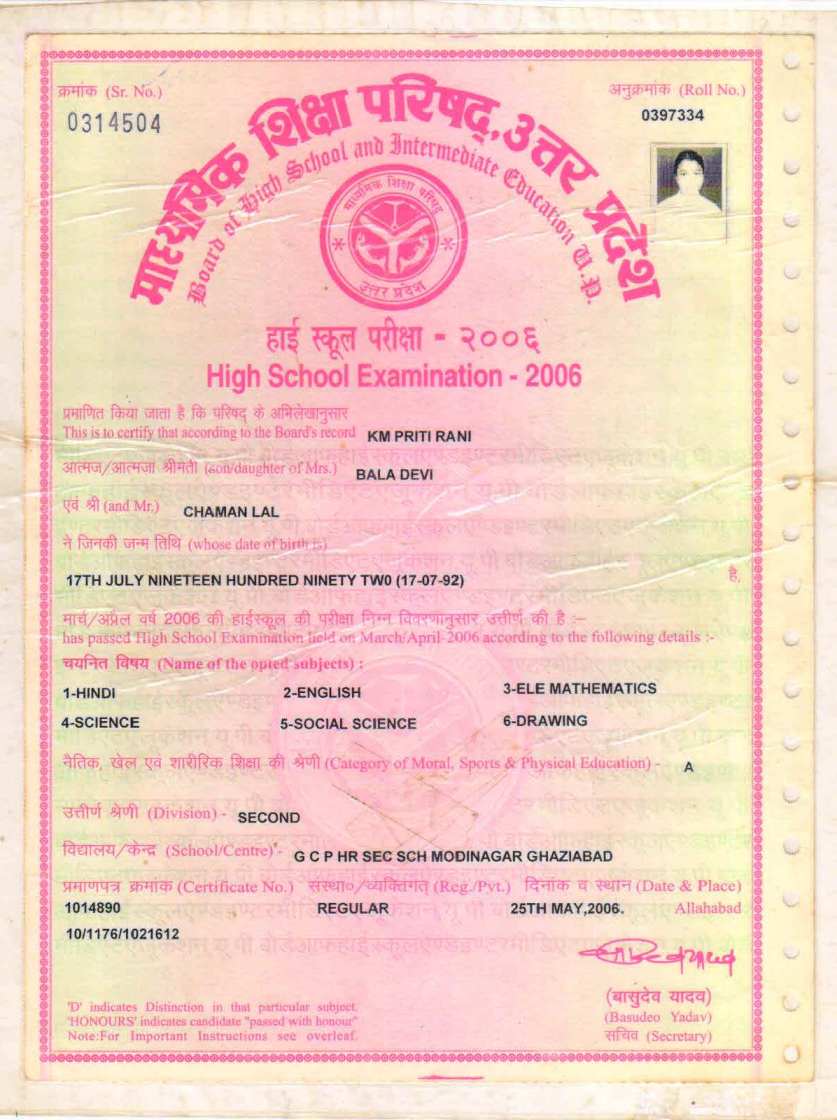 क्रमांक (Sr. No.)
0314504
अनुक्रमांक (Roll No.)
0397334
माध्यमिक शिक्षा परिषद्, उत्तर प्रदेश
Board of High School and Intermediate Education U.P.
माध्यमिक शिक्षा परिषद्
उत्तर प्रदेश
हाई स्कूल परीक्षा - २००६
High School Examination - 2006
प्रमाणित किया जाता है कि परिषद् के अभिलेखानुसार
This is to certify that according to the Board's record KM PRITI RANI
आत्मज/आत्मजा श्रीमती (son/daughter of Mrs.) BALA DEVI
एवं श्री (and Mr.) CHAMAN LAL
ने जिनकी जन्म तिथि (whose date of birth is)
17TH JULY NINETEEN HUNDRED NINETY TW0 (17-07-92) है,
मार्च/अप्रैल वर्ष 2006 की हाईस्कूल की परीक्षा निम्न विवरणानुसार उत्तीर्ण की है :-
has passed High School Examination held on March/April 2006 according to the following details :-
चयनित विषय (Name of the opted subjects) :
1-HINDI 2-ENGLISH 3-ELE MATHEMATICS
4-SCIENCE 5-SOCIAL SCIENCE 6-DRAWING
नैतिक, खेल एवं शारीरिक शिक्षा की श्रेणी (Category of Moral, Sports & Physical Education) - A
उत्तीर्ण श्रेणी (Division) - SECOND
विद्यालय/केन्द्र (School/Centre) - G C P HR SEC SCH MODINAGAR GHAZIABAD
प्रमाणपत्र क्रमांक (Certificate No.) संस्था०/व्यक्तिगत् (Reg./Pvt.) दिनांक व स्थान (Date & Place)
1014890 REGULAR 25TH MAY,2006. Allahabad
10/1176/1021612
'D' indicates Distinction in that particular subject.
'HONOURS' indicates candidate "passed with honour"
Note:For Important Instructions see overleaf.
(बासुदेव यादव)
(Basudeo Yadav)
सचिव (Secretary)